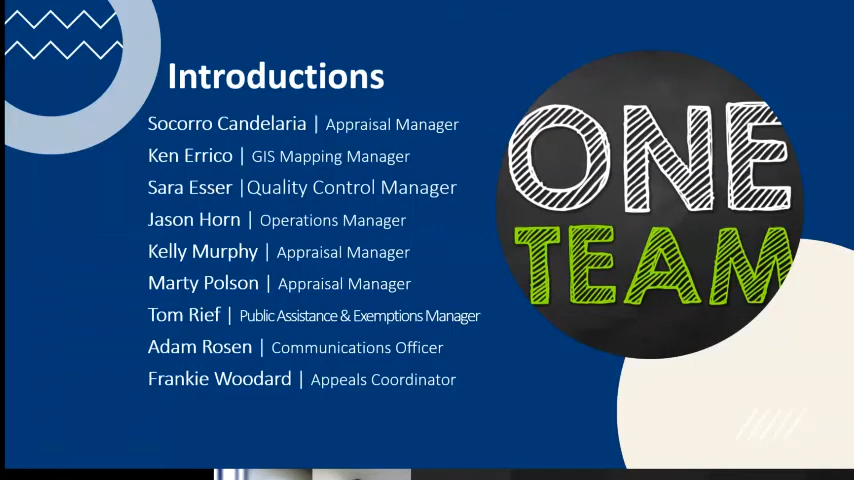 Introductions
Socorro Candelaria | Appraisal Manager
Ken Errico | GIS Mapping Manager
Sara Esser |Quality Control Manager
Jason Horn | Operations Manager
Kelly Murphy | Appraisal Manager
Marty Polson | Appraisal Manager
Tom Rief | Public Assistance & Exemptions Manager
Adam Rosen | Communications Officer
Frankie Woodard | Appeals Coordinator
ONE
TEAM